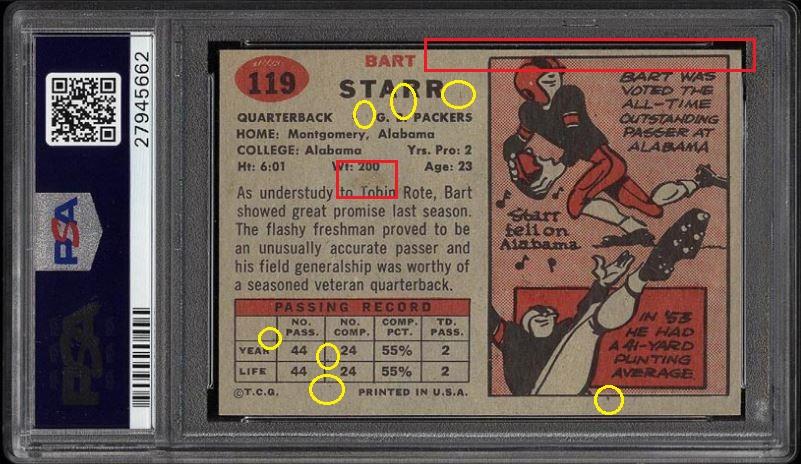 PSA
27945662
119
BART
STARR
QUARTERBACK G. B. PACKERS
HOME: Montgomery, Alabama
COLLEGE: Alabama Yrs. Pro: 2
Ht: 6:01 Wt: 200 Age: 23
As understudy to Tobin Rote, Bart
showed great promise last season.
The flashy freshman proved to be
an unusually accurate passer and
his field generalship was worthy of
a seasoned veteran quarterback.
PASSING RECORD
NO. PASS. NO. COMP. COMP. PCT. TD. PASS.
YEAR 44 24 55% 2
LIFE 44 24 55% 2
©T.C.G. PRINTED IN U.S.A.
BART WAS
VOTED THE
ALL-TIME
OUTSTANDING
PASSER AT
ALABAMA
Starr
fell on
Alabama
IN '53
HE HAD
A 41-YARD
PUNTING
AVERAGE.
PSA